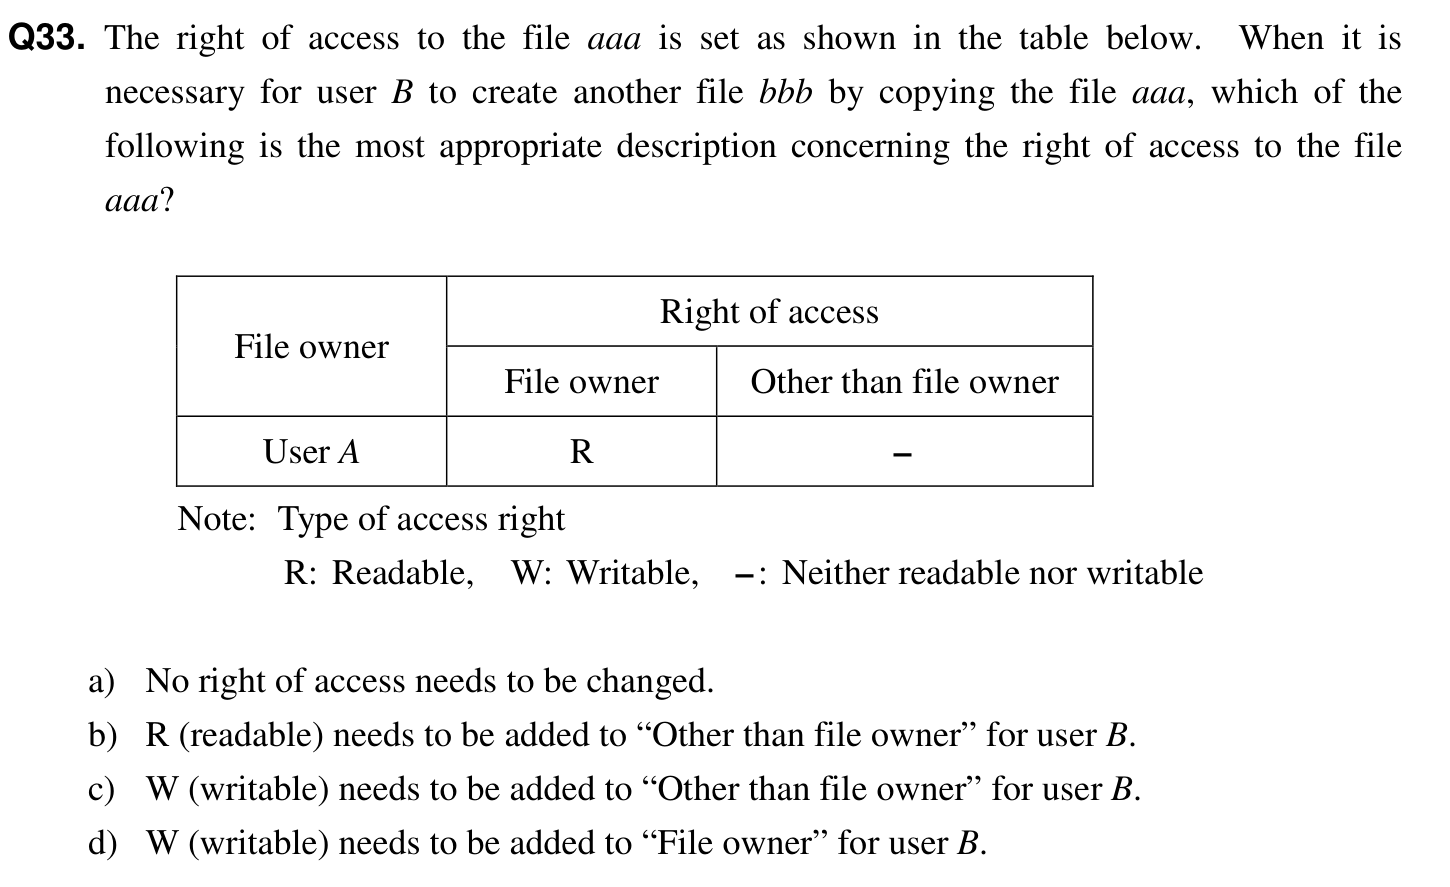 Q33. The right of access to the file aaa is set as shown in the table below. When it is
necessary for user B to create another file bbb by copying the file aaa, which of the
following is the most appropriate description concerning the right of access to the file
aaa?
File owner
Right of access
File owner
Other than file owner
User A
R
–
Note: Type of access right
R: Readable, W: Writable, –: Neither readable nor writable
a) No right of access needs to be changed.
b) R (readable) needs to be added to “Other than file owner” for user B.
c) W (writable) needs to be added to “Other than file owner” for user B.
d) W (writable) needs to be added to “File owner” for user B.